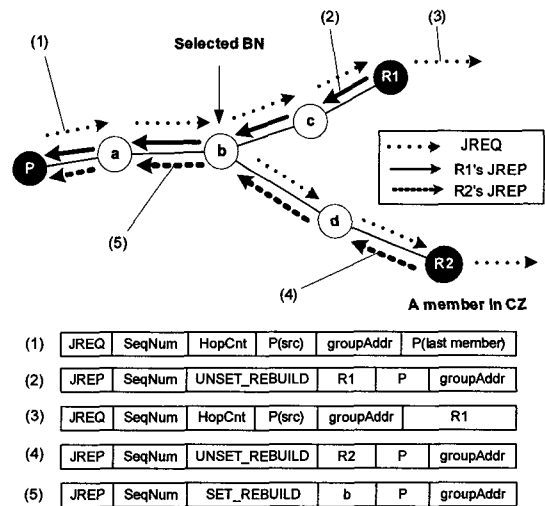 (1)
(2)
(3)
Selected BN
R1
c
P
a
b
JREQ
R1's JREP
R2's JREP
d
(5)
R2
(4)
A member in CZ
(1) JREQ SeqNum HopCnt P(src) groupAddr P(last member)
(2) JREP SeqNum UNSET_REBUILD R1 P groupAddr
(3) JREQ SeqNum HopCnt P(src) groupAddr R1
(4) JREP SeqNum UNSET_REBUILD R2 P groupAddr
(5) JREP SeqNum SET_REBUILD b P groupAddr